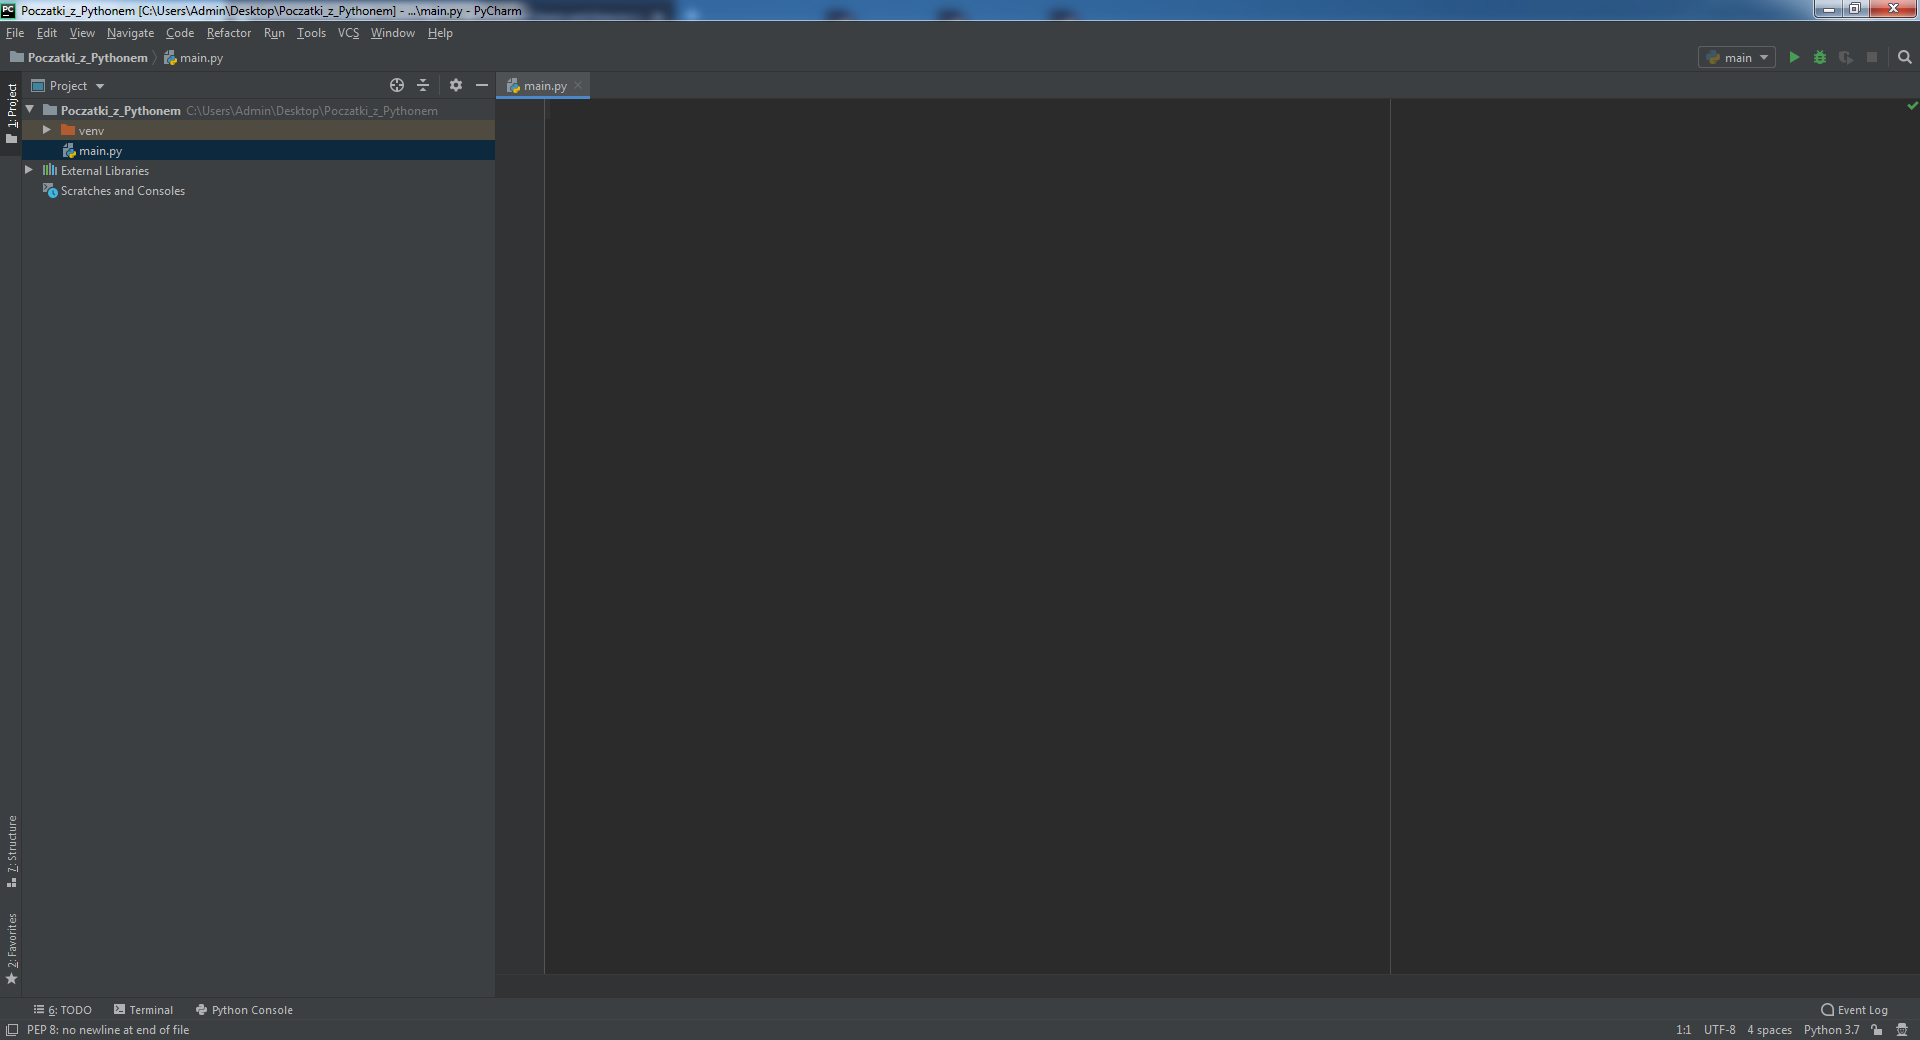 PC Poczatki_z_Pythonem [C:\Users\Admin\Desktop\Poczatki_z_Pythonem] - ...\main.py - PyCharm
File Edit View Navigate Code Refactor Run Tools VCS Window Help
Poczatki_z_Pythonem main.py main
1: Project
Project
main.py
Poczatki_z_Pythonem C:\Users\Admin\Desktop\Poczatki_z_Pythonem
venv
main.py
External Libraries
Scratches and Consoles
7: Structure
2: Favorites
6: TODO Terminal Python Console Event Log
PEP 8: no newline at end of file 1:1 UTF-8 4 spaces Python 3.7